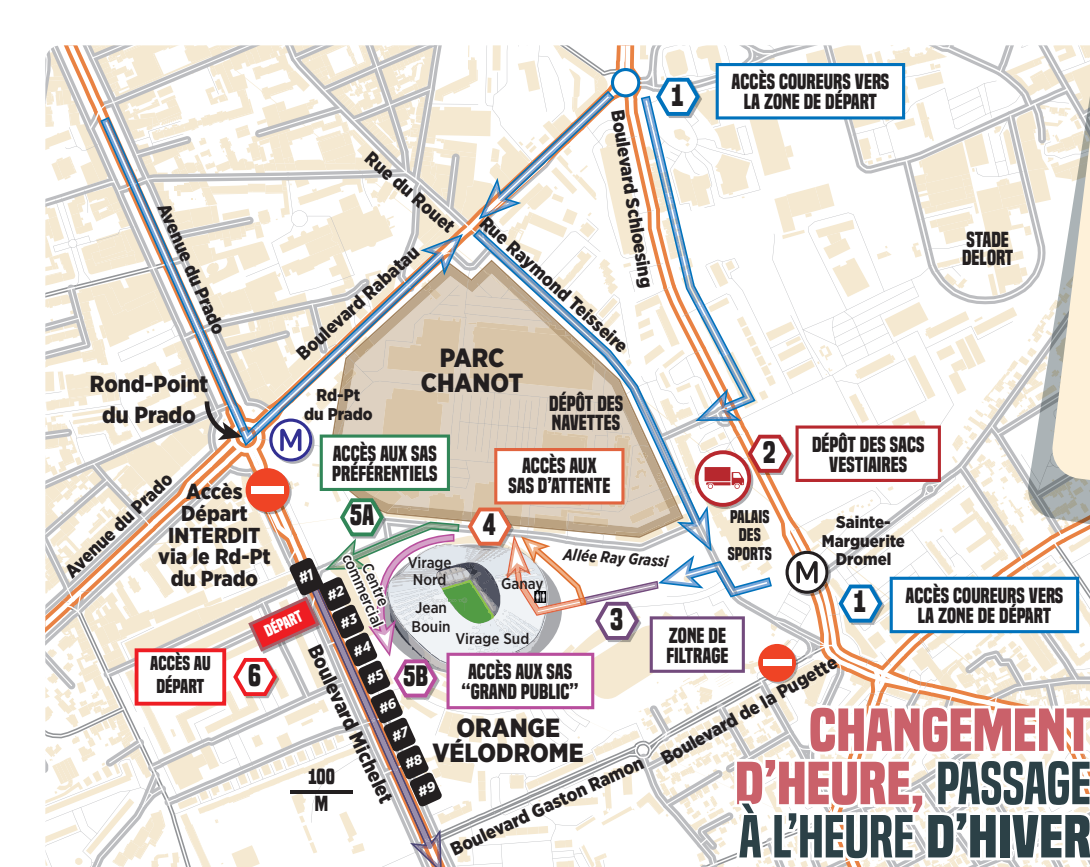 1
ACCÈS COUREURS VERS
LA ZONE DE DÉPART
Boulevard Schloesing
Rue du Rouet
Avenue du Prado
Boulevard Rabatau
Rue Raymond Teisseire
STADE
DELORT
PARC
CHANOT
Rond-Point
du Prado
Rd-Pt
du Prado
M
DÉPÔT DES
NAVETTES
ACCÈS AUX SAS
PRÉFÉRENTIELS
ACCÈS AUX
SAS D’ATTENTE
2
DÉPÔT DES SACS
VESTIAIRES
Avenue du Prado
Accès
Départ
INTERDIT
via le Rd-Pt
du Prado
5A
4
PALAIS
DES
SPORTS
Sainte-
Marguerite
Dromel
M
Allée Ray Grassi
Centre
commercial
Virage
Nord
Ganay
Jean
Bouin
Virage Sud
1
ACCÈS COUREURS VERS
LA ZONE DE DÉPART
3
ZONE DE
FILTRAGE
#1
#2
#3
#4
#5
#6
#7
#8
#9
DÉPART
ACCÈS AU
DÉPART
6
5B
ACCÈS AUX SAS
“GRAND PUBLIC”
Boulevard Michelet
ORANGE
VÉLODROME
Boulevard de la Pugette
Boulevard Gaston Ramon
100
M
CHANGEMENT
D’HEURE, PASSAGE
À L’HEURE D’HIVER